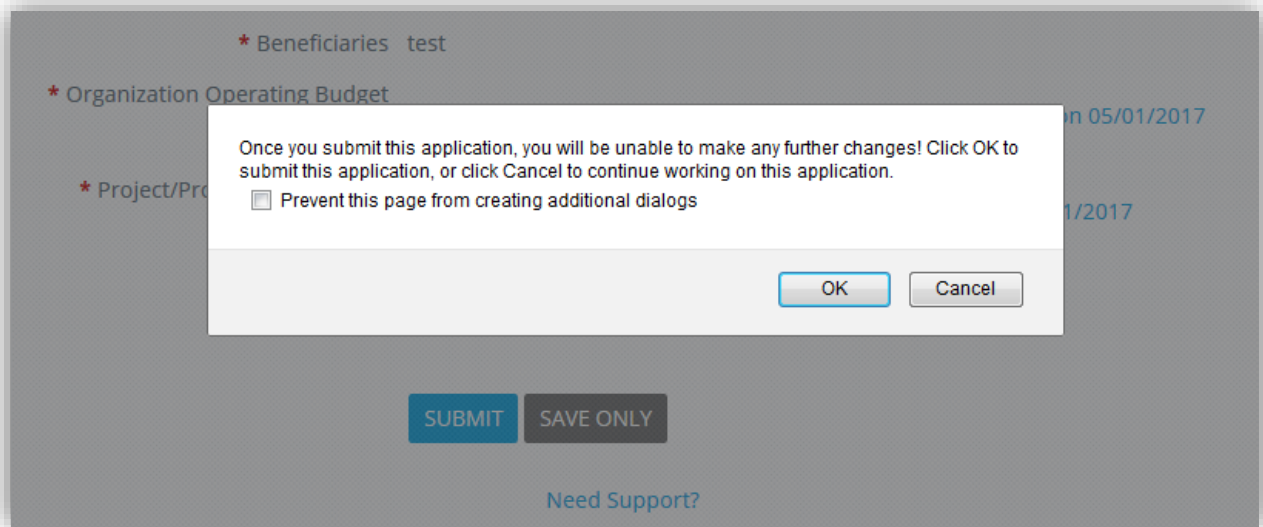 * Beneficiaries test
* Organization Operating Budget
on 05/01/2017
Once you submit this application, you will be unable to make any further changes! Click OK to
submit this application, or click Cancel to continue working on this application.
* Project/Pro
Prevent this page from creating additional dialogs
1/2017
OK Cancel
SUBMIT SAVE ONLY
Need Support?